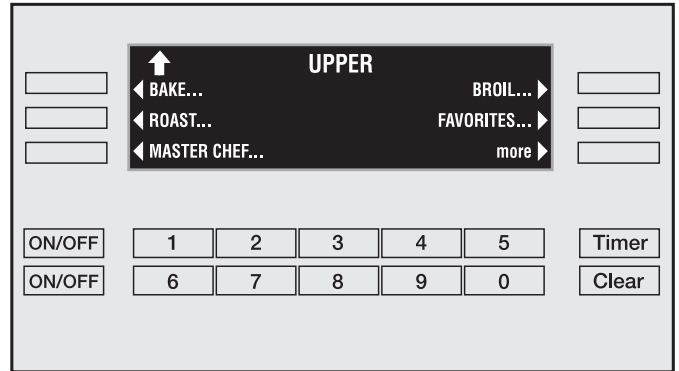 UPPER
BAKE... BROIL...
ROAST... FAVORITES...
MASTER CHEF... more
ON/OFF 1 2 3 4 5 Timer
ON/OFF 6 7 8 9 0 Clear